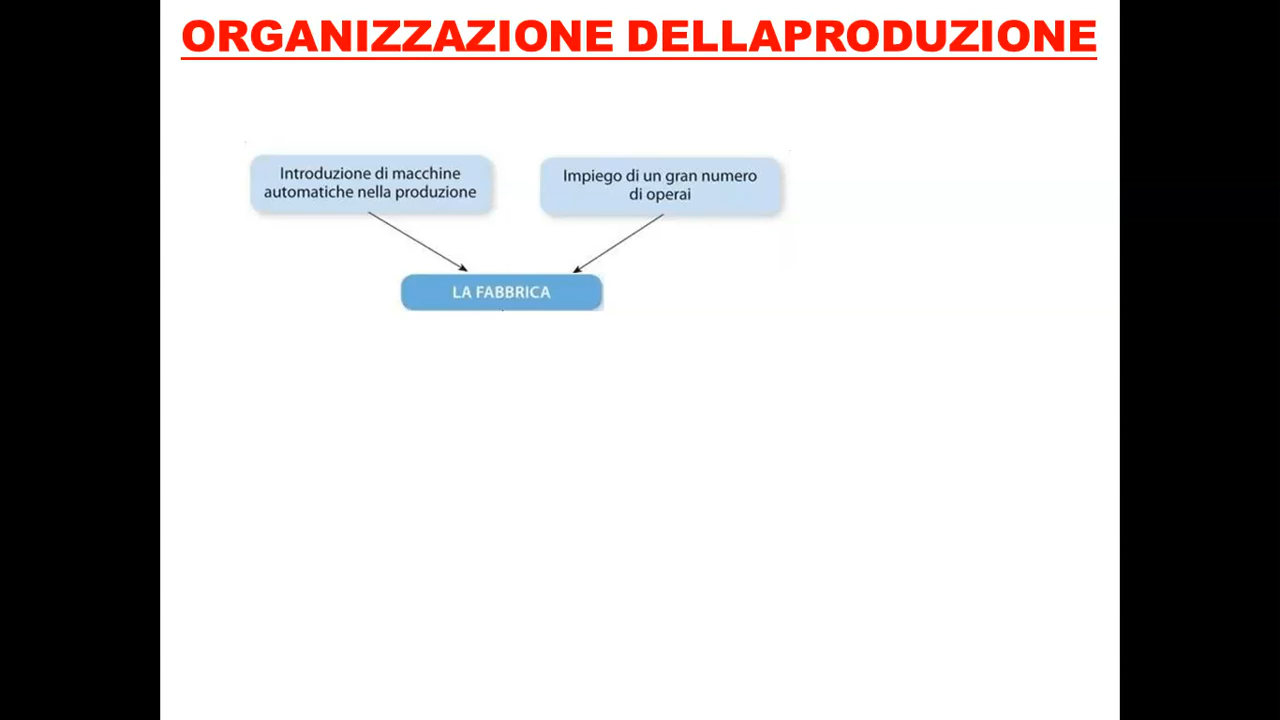 ORGANIZZAZIONE DELLAPRODUZIONE
Introduzione di macchine
automatiche nella produzione
Impiego di un gran numero
di operai
LA FABBRICA